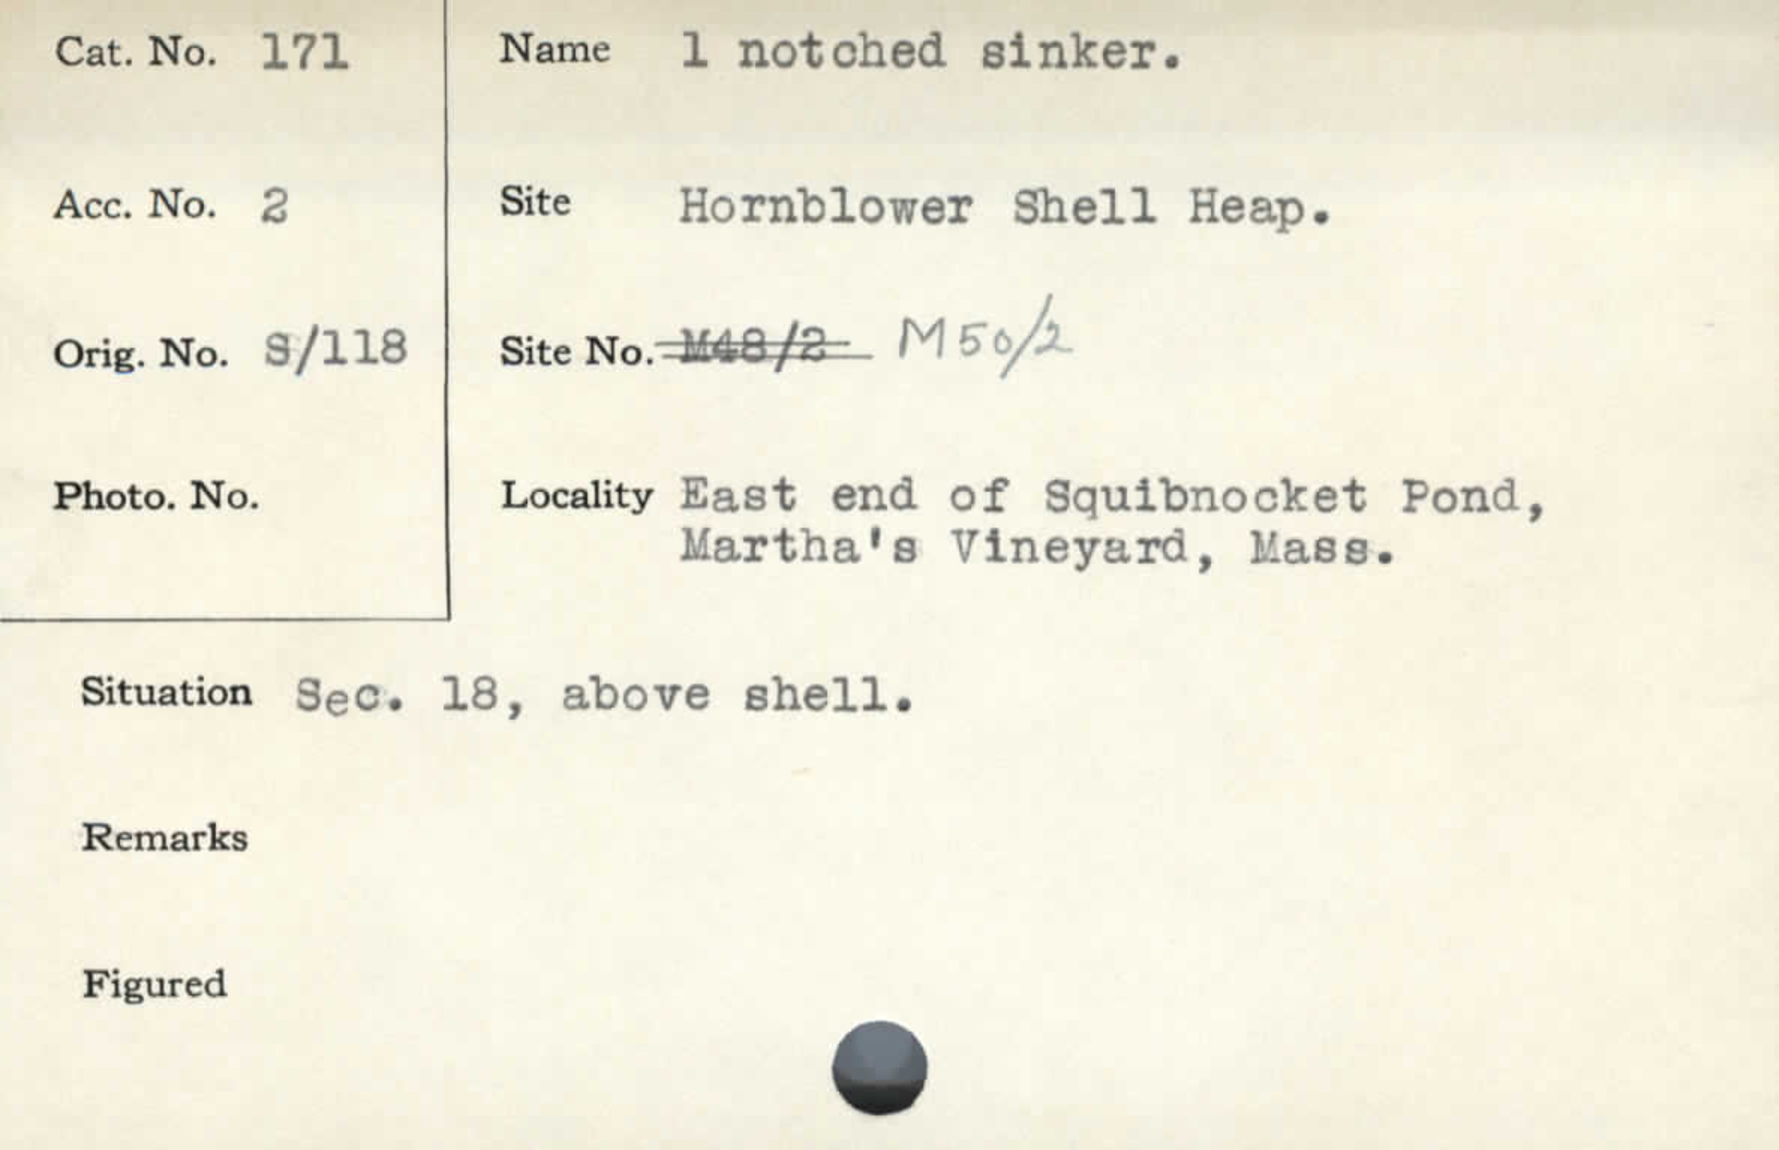 Cat. No. 171
Name 1 notched sinker.
Acc. No. 2
Site Hornblower Shell Heap.
Orig. No. S/118
Site No. M48/2 M50/2
Photo. No.
Locality East end of Squibnocket Pond,
Martha's Vineyard, Mass.
Situation Sec. 18, above shell.
Remarks
Figured